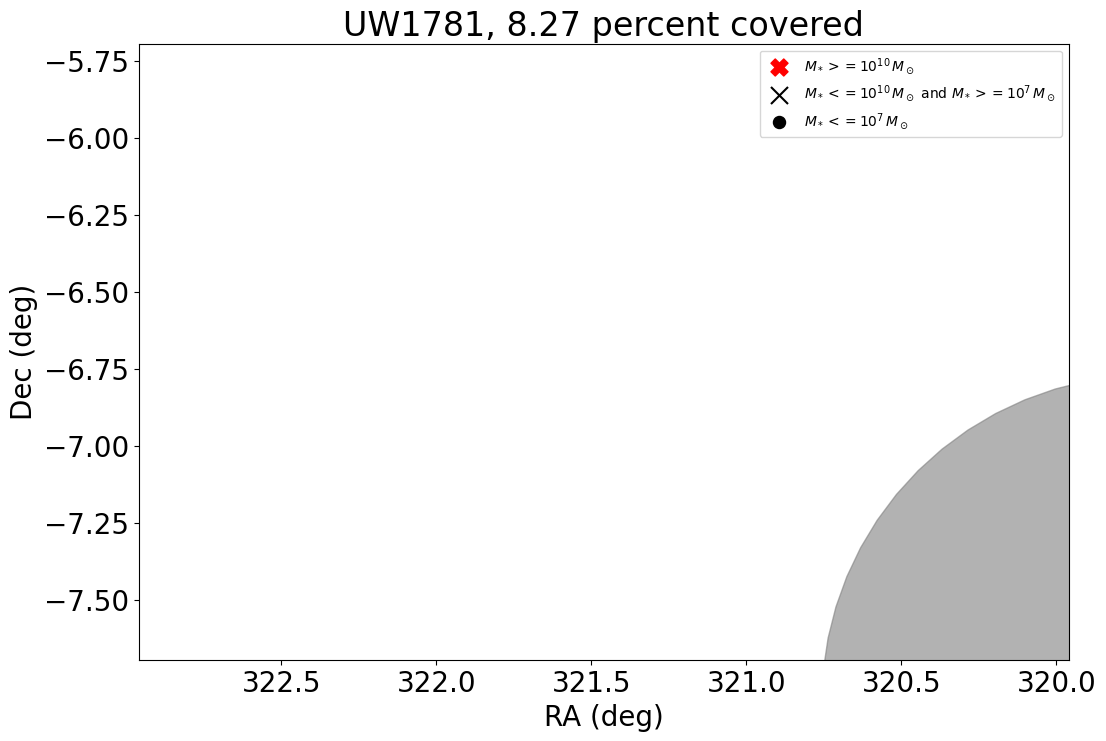 UW1781, 8.27 percent covered
M* >= 10^10 M⊙
M* <= 10^10 M⊙ and M* >= 10^7 M⊙
M* <= 10^7 M⊙
Dec (deg)
−5.75
−6.00
−6.25
−6.50
−6.75
−7.00
−7.25
−7.50
322.5 322.0 321.5 321.0 320.5 320.0
RA (deg)